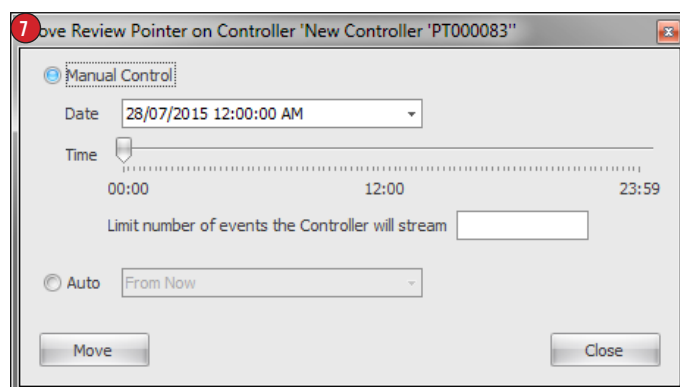 7
ove Review Pointer on Controller 'New Controller 'PT000083''
Manual Control
Date 28/07/2015 12:00:00 AM
Time
00:00 12:00 23:59
Limit number of events the Controller will stream
Auto From Now
Move Close